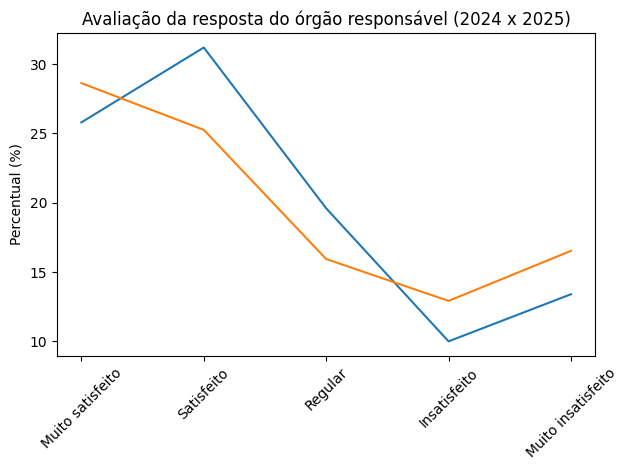 Avaliação da resposta do órgão responsável (2024 x 2025)
Percentual (%)
30
25
20
15
10
Muito satisfeito
Satisfeito
Regular
Insatisfeito
Muito insatisfeito